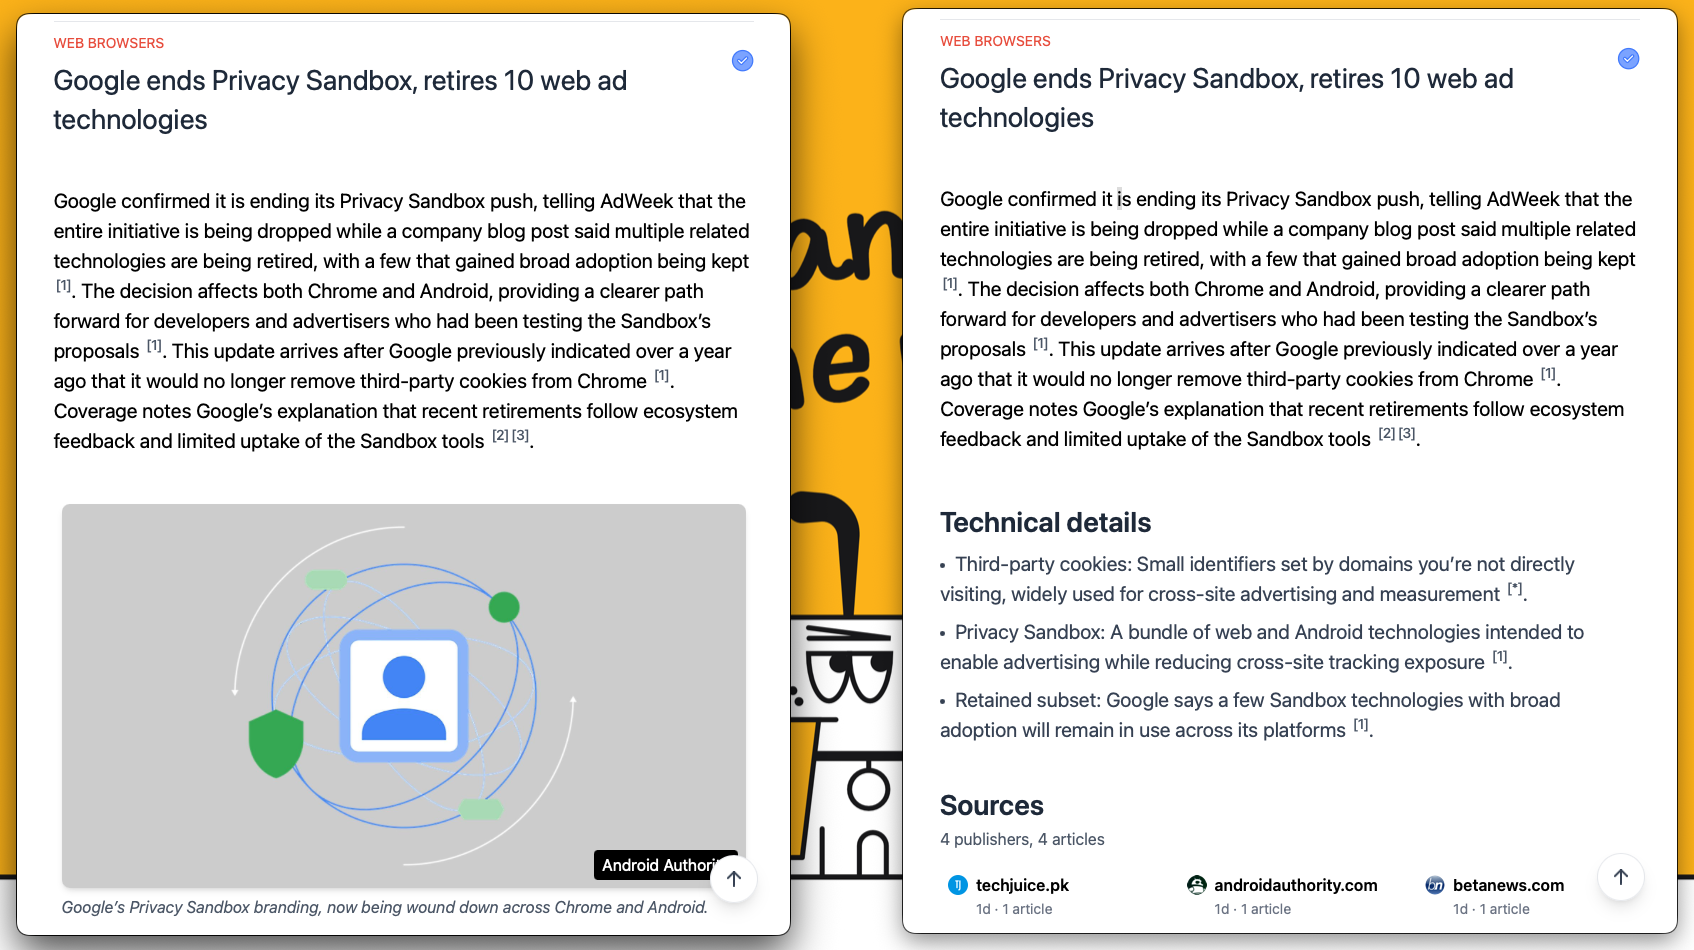 WEB BROWSERS
Google ends Privacy Sandbox, retires 10 web ad
technologies
Google confirmed it is ending its Privacy Sandbox push, telling AdWeek that the
entire initiative is being dropped while a company blog post said multiple related
technologies are being retired, with a few that gained broad adoption being kept
[1]. The decision affects both Chrome and Android, providing a clearer path
forward for developers and advertisers who had been testing the Sandbox’s
proposals [1]. This update arrives after Google previously indicated over a year
ago that it would no longer remove third-party cookies from Chrome [1].
Coverage notes Google’s explanation that recent retirements follow ecosystem
feedback and limited uptake of the Sandbox tools [2] [3].
Android
Google’s Privacy Sandbox branding, now being wound down across Chrome and Android.
WEB BROWSERS
Google ends Privacy Sandbox, retires 10 web ad
technologies
Google confirmed it is ending its Privacy Sandbox push, telling AdWeek that the
entire initiative is being dropped while a company blog post said multiple related
technologies are being retired, with a few that gained broad adoption being kept
[1]. The decision affects both Chrome and Android, providing a clearer path
forward for developers and advertisers who had been testing the Sandbox’s
proposals [1]. This update arrives after Google previously indicated over a year
ago that it would no longer remove third-party cookies from Chrome [1].
Coverage notes Google’s explanation that recent retirements follow ecosystem
feedback and limited uptake of the Sandbox tools [2] [3].
Technical details
• Third-party cookies: Small identifiers set by domains you’re not directly
visiting, widely used for cross-site advertising and measurement [*].
• Privacy Sandbox: A bundle of web and Android technologies intended to
enable advertising while reducing cross-site tracking exposure [1].
• Retained subset: Google says a few Sandbox technologies with broad
adoption will remain in use across its platforms [1].
Sources
4 publishers, 4 articles
TJ techjuice.pk
1d · 1 article
androidauthority.com
1d · 1 article
bn betanews.com
1d · 1 article